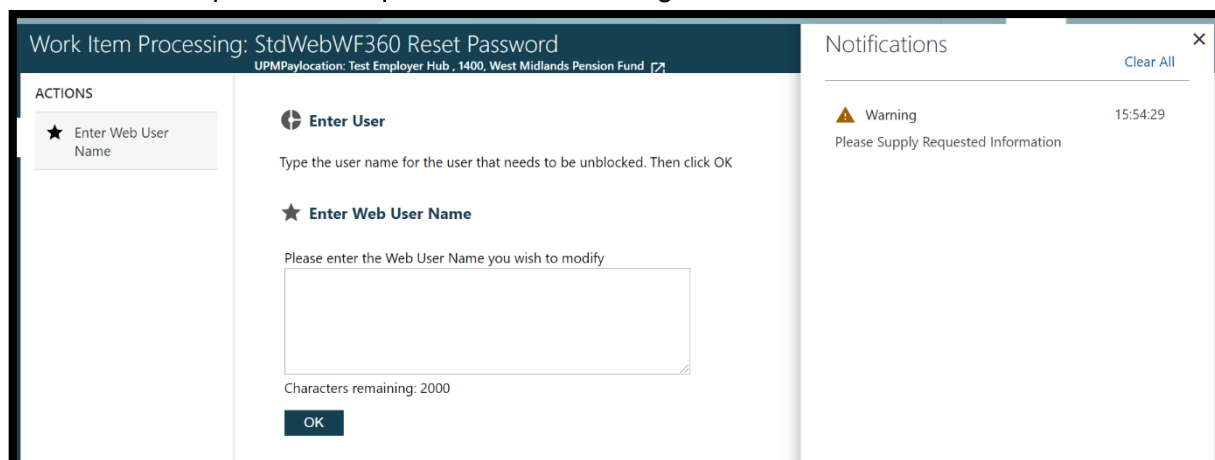 Work Item Processing: StdWebWF360 Reset Password
UPMPaylocation: Test Employer Hub , 1400, West Midlands Pension Fund
ACTIONS
Enter Web User
Name
Enter User
Type the user name for the user that needs to be unblocked. Then click OK
Enter Web User Name
Please enter the Web User Name you wish to modify
Characters remaining: 2000
OK
Notifications
Clear All
Warning 15:54:29
Please Supply Requested Information